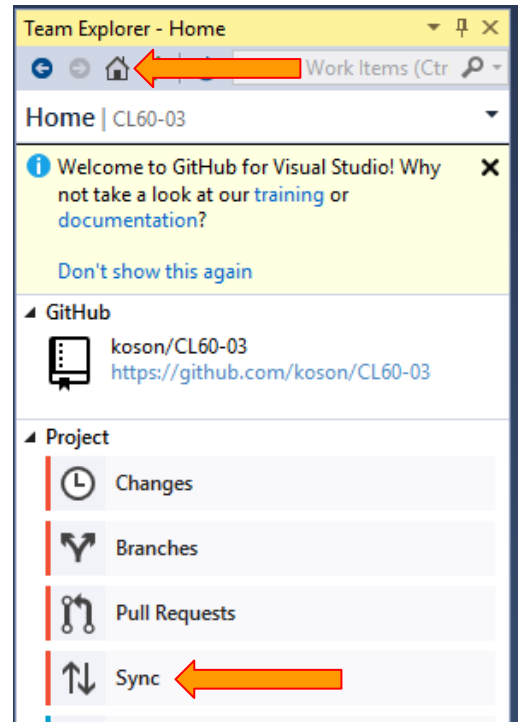 Team Explorer - Home
Work Items (Ctr
Home | CL60-03
Welcome to GitHub for Visual Studio! Why
not take a look at our training or
documentation?
Don't show this again
GitHub
koson/CL60-03
https://github.com/koson/CL60-03
Project
Changes
Branches
Pull Requests
Sync